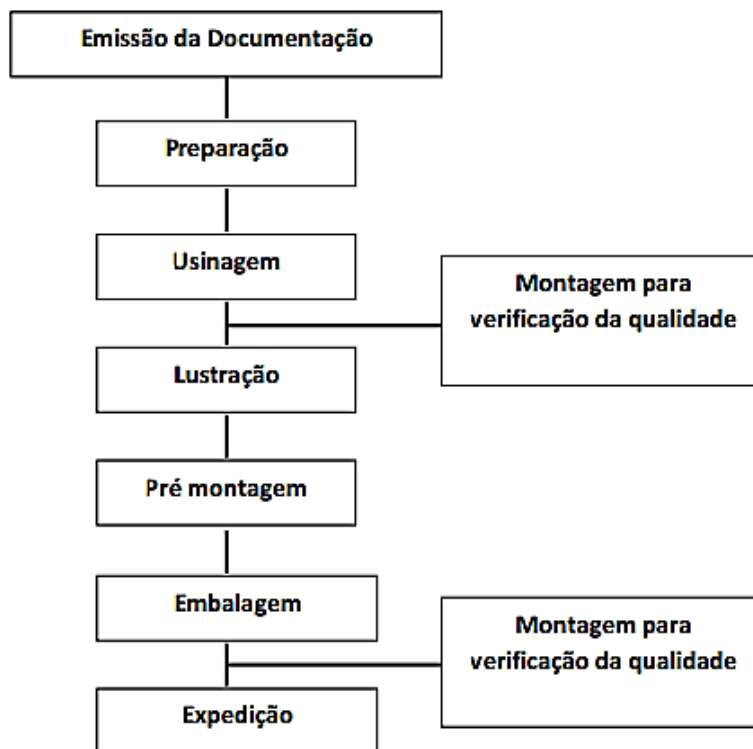 Emissão da Documentação
Preparação
Usinagem
Montagem para
verificação da qualidade
Lustração
Pré montagem
Embalagem
Montagem para
verificação da qualidade
Expedição